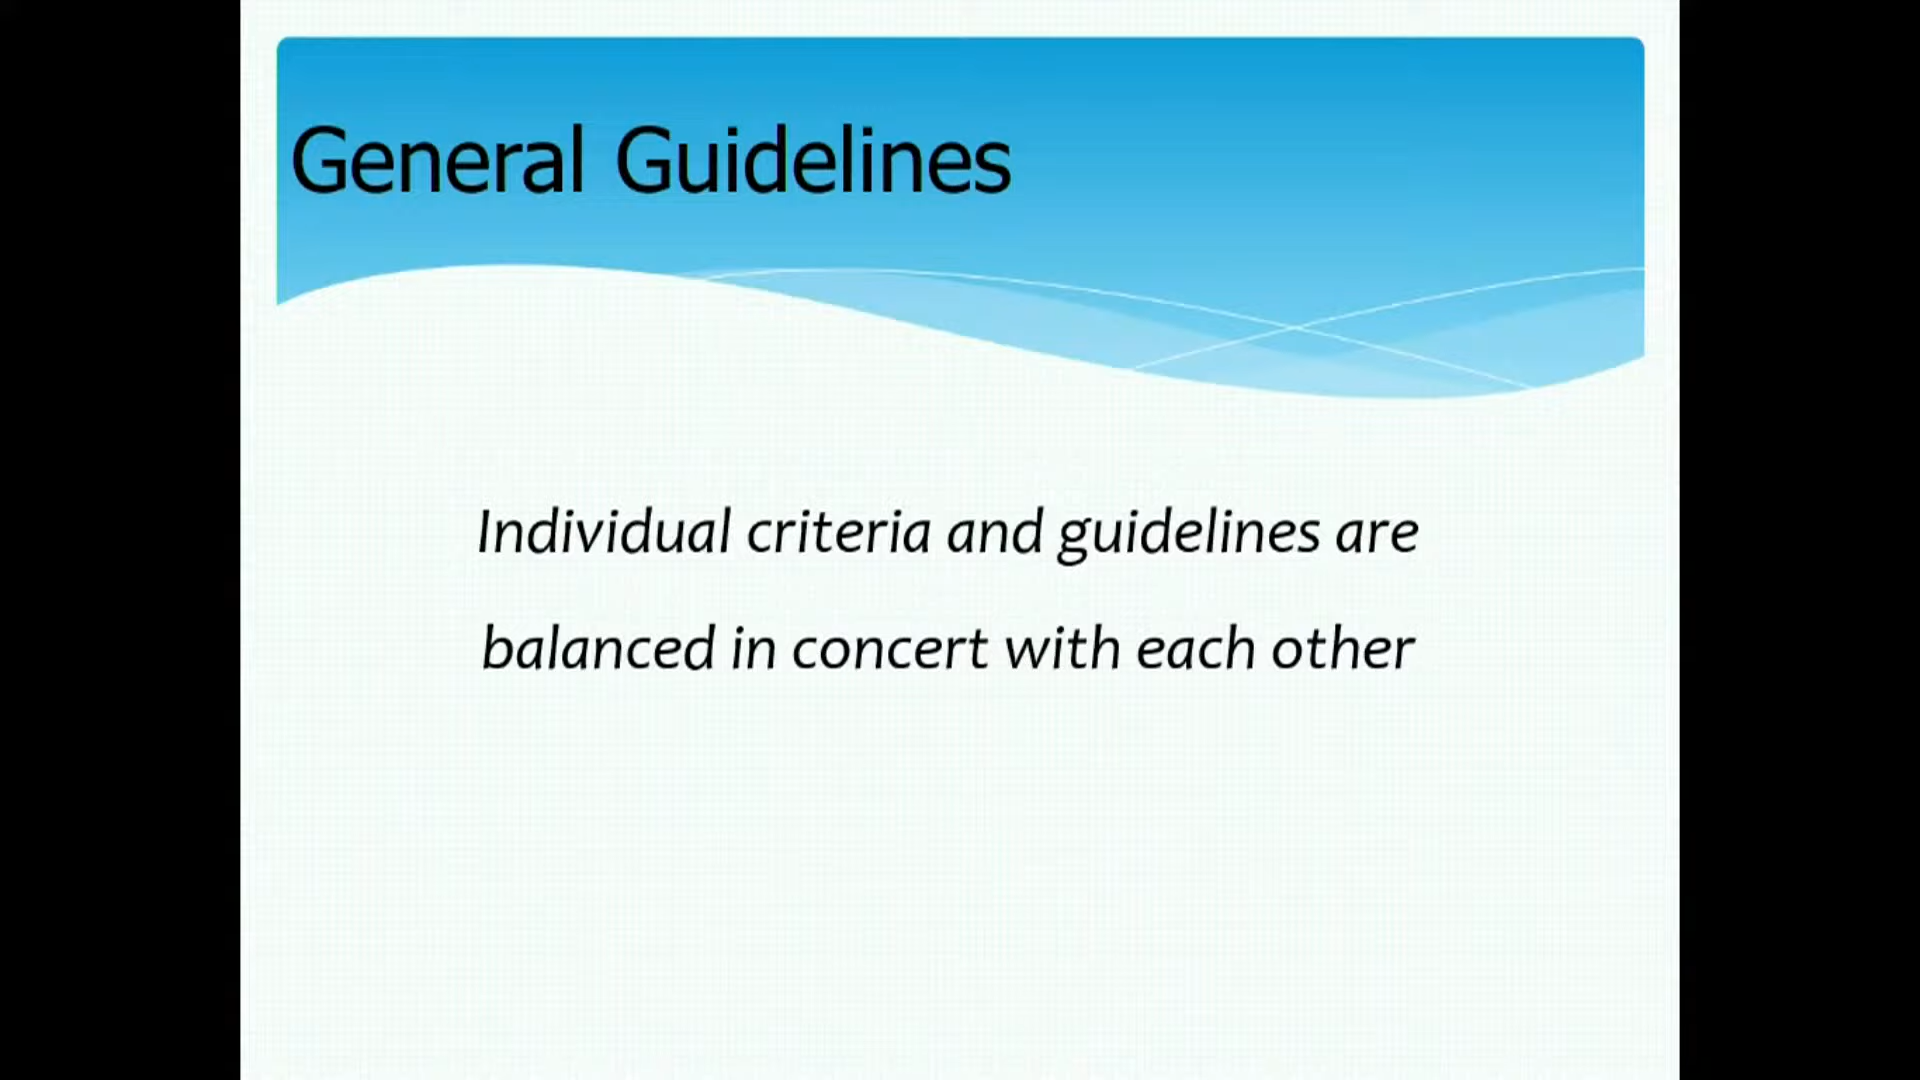 General Guidelines
Individual criteria and guidelines are
balanced in concert with each other